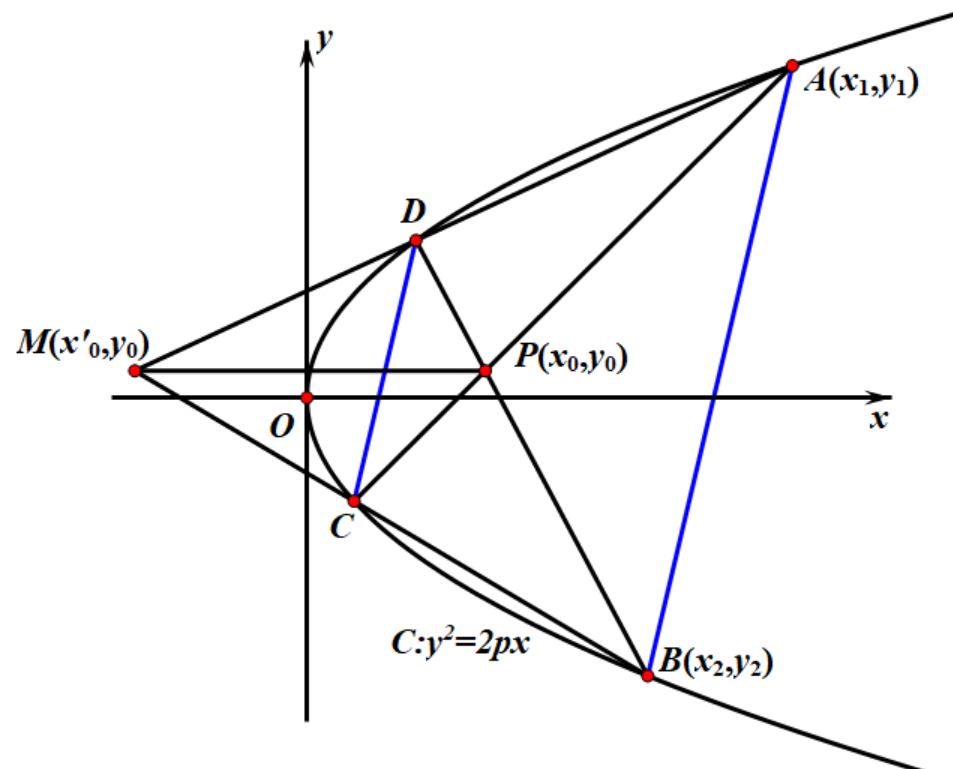 y
A(x₁,y₁)
D
M(x'₀,y₀)
P(x₀,y₀)
O
x
C
C:y²=2px
B(x₂,y₂)